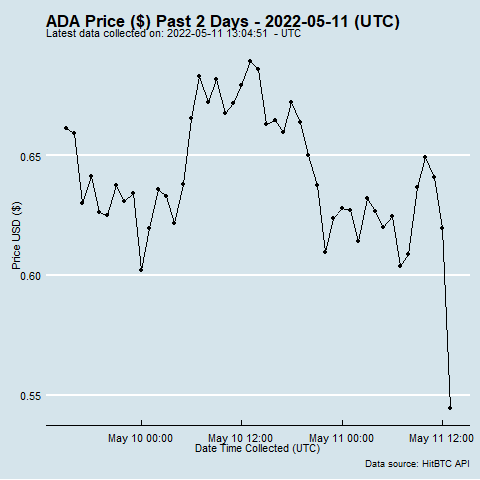 ADA Price ($) Past 2 Days - 2022-05-11 (UTC)
Latest data collected on: 2022-05-11 13:04:51 - UTC
0.65
0.60
0.55
Price USD ($)
May 10 00:00 May 10 12:00 May 11 00:00 May 11 12:00
Date Time Collected (UTC)
Data source: HitBTC API